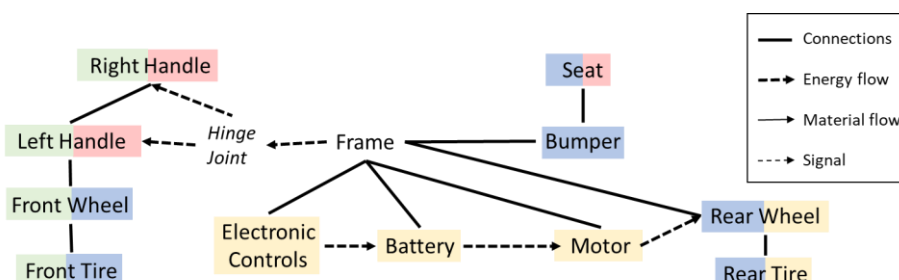 Connections
Energy flow
Material flow
Signal
Right Handle
Seat
Left Handle
Hinge
Joint
Frame
Bumper
Front Wheel
Electronic
Controls
Battery
Motor
Rear Wheel
Front Tire
Rear Tire